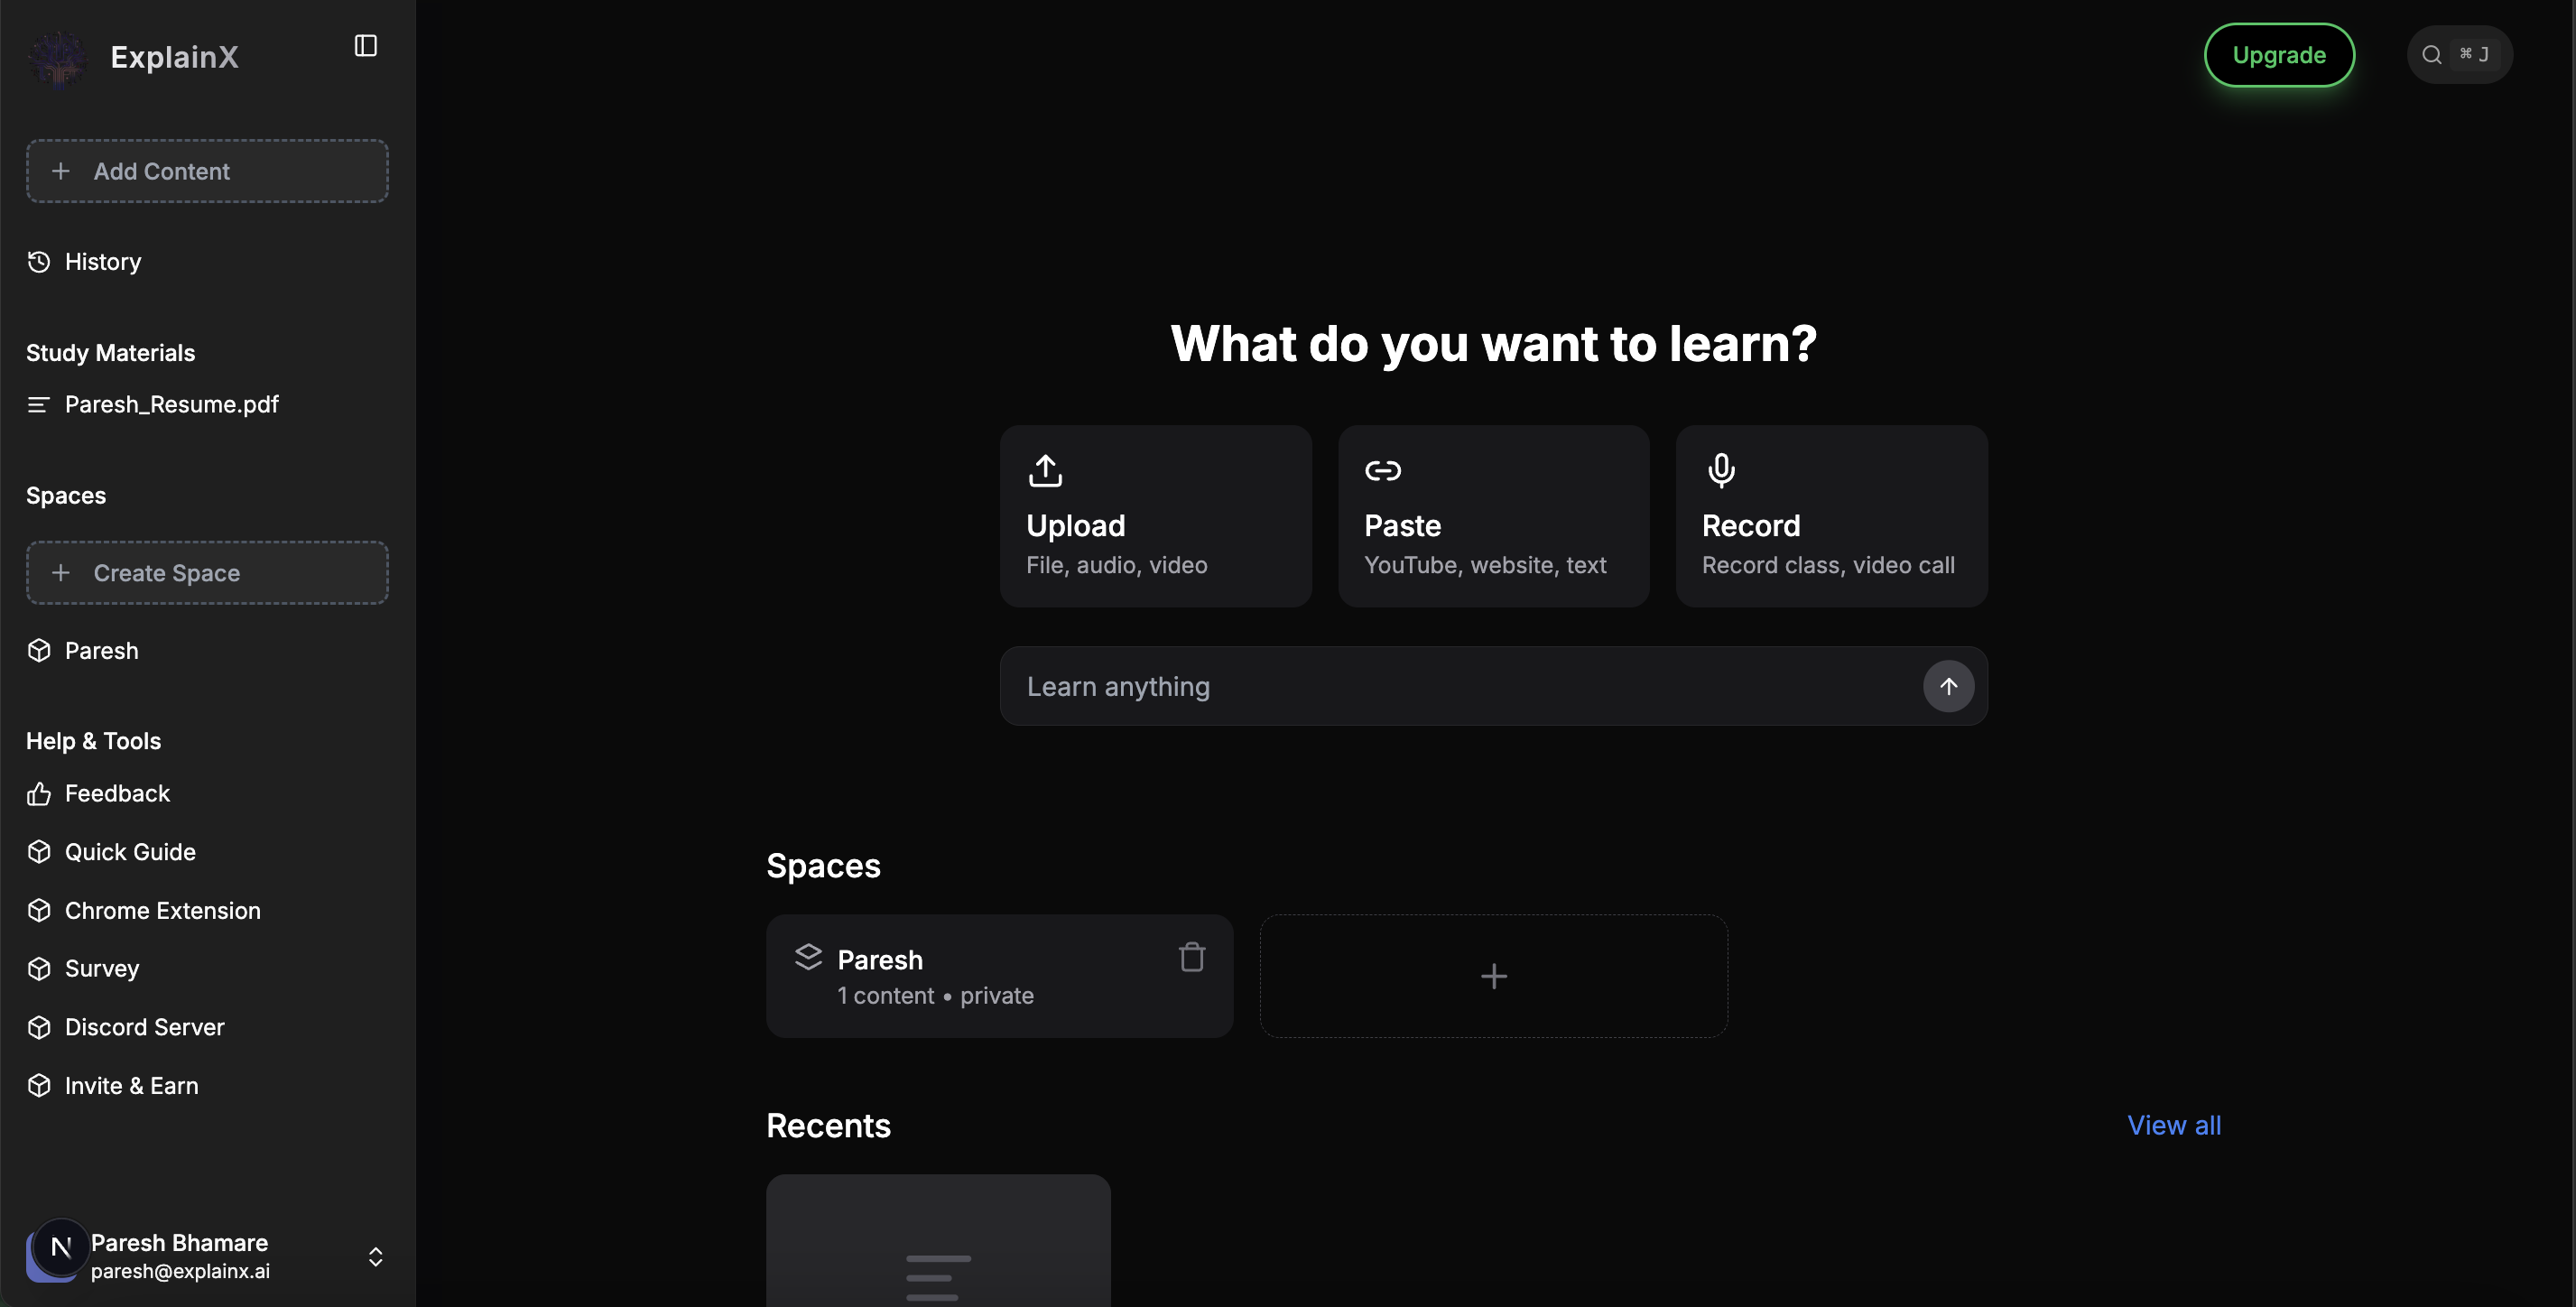 ExplainX
Add Content
History
Study Materials
Paresh_Resume.pdf
Spaces
Create Space
Paresh
Help & Tools
Feedback
Quick Guide
Chrome Extension
Survey
Discord Server
Invite & Earn
N
Paresh Bhamare
paresh@explainx.ai
Upgrade
⌘ J
What do you want to learn?
Upload
File, audio, video
Paste
YouTube, website, text
Record
Record class, video call
Learn anything
Spaces
Paresh
1 content • private
Recents
View all